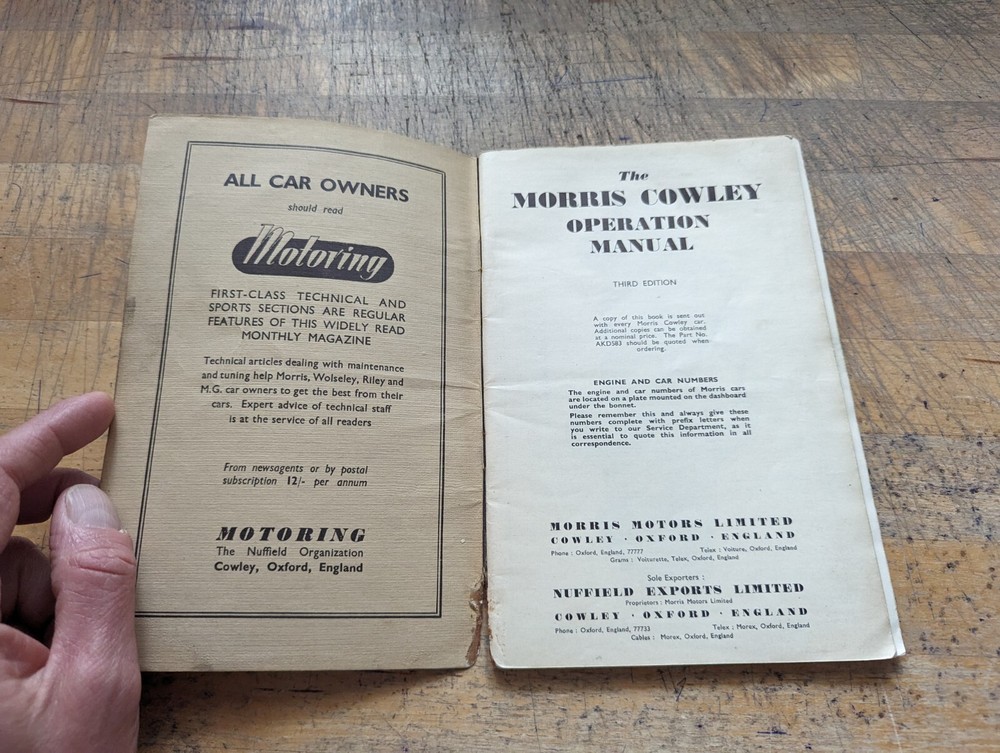 ALL CAR OWNERS
should read
Motoring
FIRST-CLASS TECHNICAL AND
SPORTS SECTIONS ARE REGULAR
FEATURES OF THIS WIDELY READ
MONTHLY MAGAZINE
Technical articles dealing with maintenance
and tuning help Morris, Wolseley, Riley and
M.G. car owners to get the best from their
cars. Expert advice of technical staff
is at the service of all readers
From newsagents or by postal
subscription 12/- per annum
MOTORING
The Nuffield Organization
Cowley, Oxford, England
The
MORRIS COWLEY
OPERATION
MANUAL
THIRD EDITION
A copy of this book is sent out
with every Morris Cowley car.
Additional copies can be obtained
at a nominal price. The Part No.
AKD583 should be quoted when
ordering.
ENGINE AND CAR NUMBERS
The engine and car numbers of Morris cars
are located on a plate mounted on the dashboard
under the bonnet.
Please remember this and always give these
numbers complete with prefix letters when
you write to our Service Department, as it
is essential to quote this information in all
correspondence.
MORRIS MOTORS LIMITED
COWLEY · OXFORD · ENGLAND
Phone : Oxford, England, 77777 Telex : Voiture, Oxford, England
Grams : Voiturette, Telex, Oxford, England
Sole Exporters :
NUFFIELD EXPORTS LIMITED
Proprietors : Morris Motors Limited
COWLEY · OXFORD · ENGLAND
Phone : Oxford, England, 77733 Telex : Morex, Oxford, England
Cables : Morex, Oxford, England